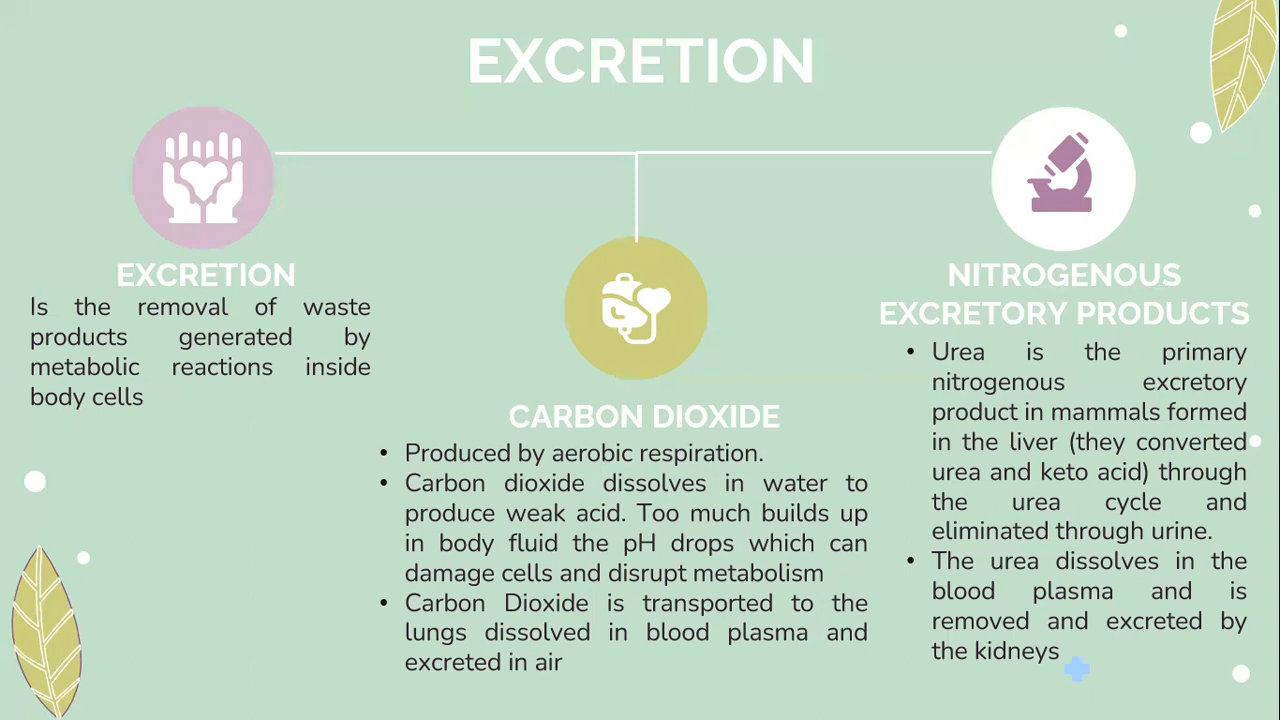 EXCRETION
EXCRETION
Is the removal of waste
products generated by
metabolic reactions inside
body cells
CARBON DIOXIDE
• Produced by aerobic respiration.
• Carbon dioxide dissolves in water to
produce weak acid. Too much builds up
in body fluid the pH drops which can
damage cells and disrupt metabolism
• Carbon Dioxide is transported to the
lungs dissolved in blood plasma and
excreted in air
NITROGENOUS
EXCRETORY PRODUCTS
• Urea is the primary
nitrogenous excretory
product in mammals formed
in the liver (they converted
urea and keto acid) through
the urea cycle and
eliminated through urine.
• The urea dissolves in the
blood plasma and is
removed and excreted by
the kidneys